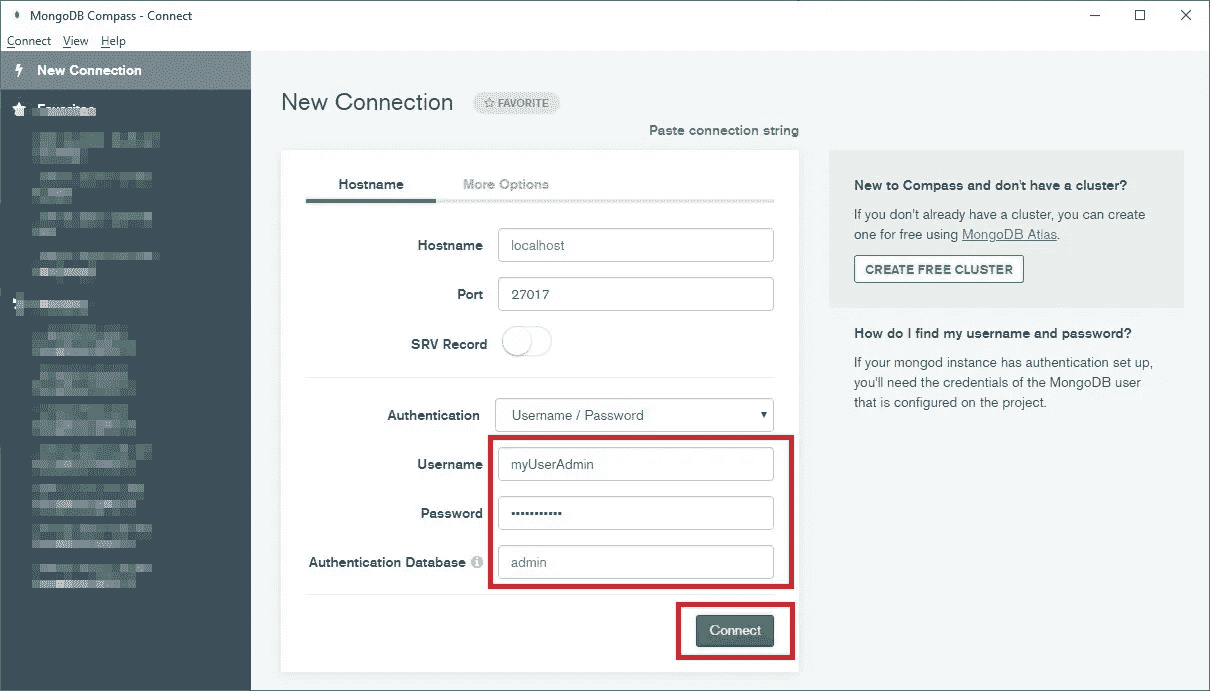 MongoDB Compass - Connect
Connect View Help
New Connection
Favorites
New Connection
FAVORITE
Paste connection string
Hostname More Options
Hostname localhost
Port 27017
SRV Record
Authentication Username / Password
Username myUserAdmin
Password •••••••••••
Authentication Database admin
Connect
New to Compass and don't have a cluster?
If you don't already have a cluster, you can create
one for free using MongoDB Atlas.
CREATE FREE CLUSTER
How do I find my username and password?
If your mongod instance has authentication set up,
you'll need the credentials of the MongoDB user
that is configured on the project.